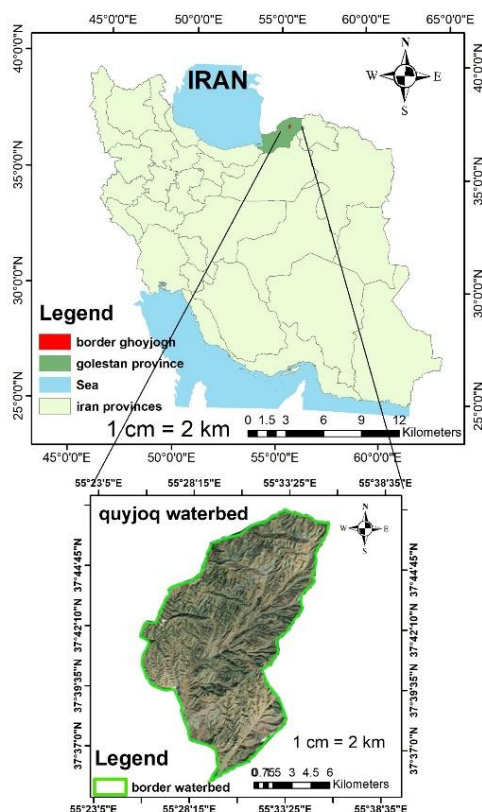 45°0'0"E 50°0'0"E 55°0'0"E 60°0'0"E 65°0'0"E
40°0'0"N
35°0'0"N
30°0'0"N
25°0'0"N
IRAN
N
W E
S
40°0'0"N
35°0'0"N
30°0'0"N
25°0'0"N
Legend
border ghoyjogh
golestan province
Sea
iran provinces
1 cm = 2 km
0 1.5 3 6 9 12
Kilometers
45°0'0"E 50°0'0"E 55°0'0"E 60°0'0"E
55°23'5"E 55°28'15"E 55°33'25"E 55°38'35"E
quyjoq waterbed
N
W E
S
37°44'45"N
37°42'10"N
37°39'35"N
37°37'0"N
37°44'45"N
37°42'10"N
37°39'35"N
37°37'0"N
1 cm = 2 km
Legend
border waterbed
3 4.5 6
Kilometers
55°23'5"E 55°28'15"E 55°33'25"E 55°38'35"E